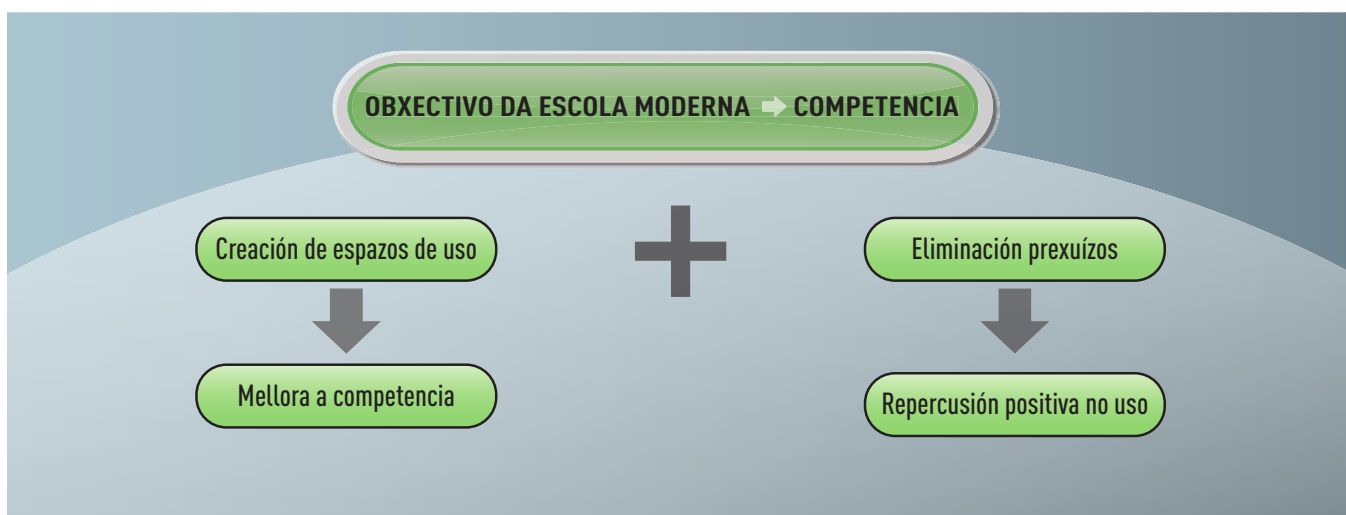 OBXECTIVO DA ESCOLA MODERNA ➡ COMPETENCIA
Creación de espazos de uso
+
Eliminación prexuízos
Mellora a competencia
Repercusión positiva no uso